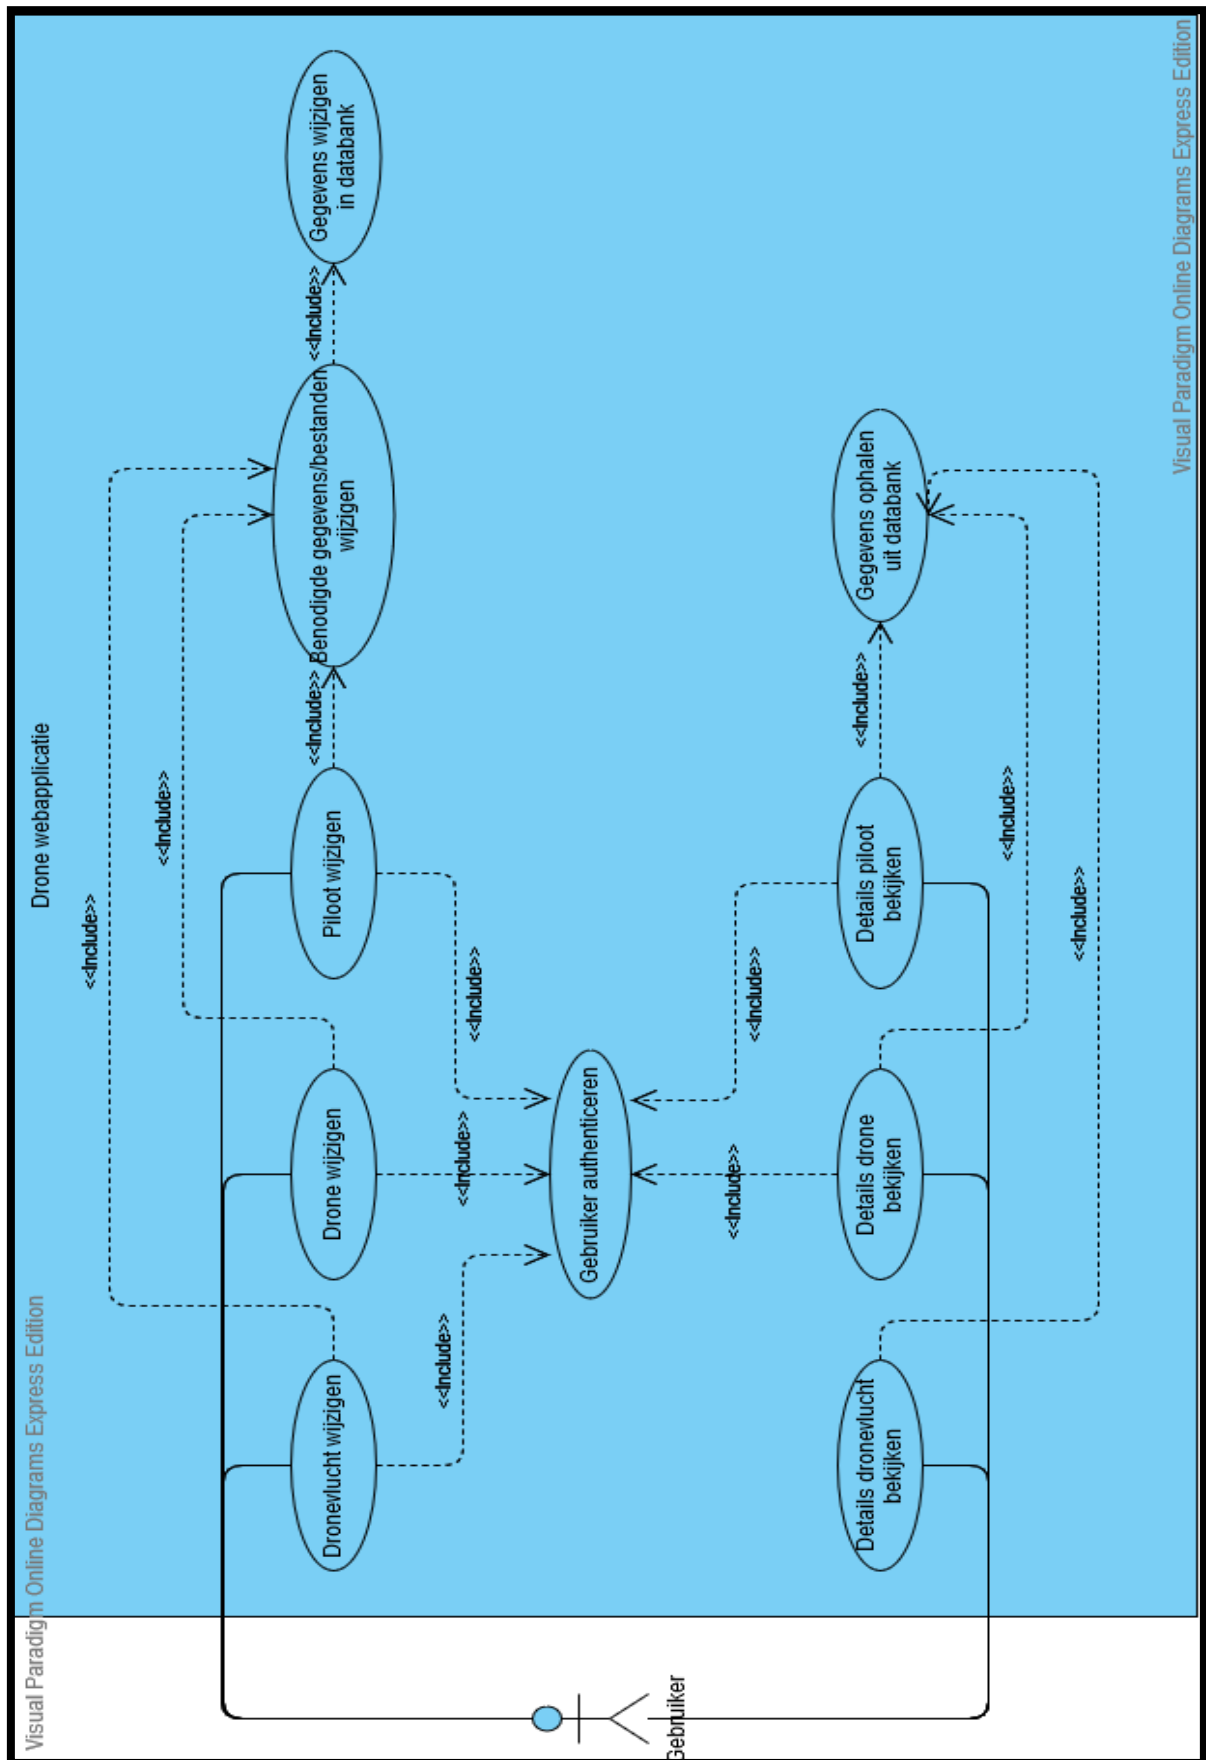 Visual Paradigm Online Diagrams Express Edition
Drone webapplicatie
<<Include>>
<<Include>>
Dronevlucht wijzigen
Drone wijzigen
Piloot wijzigen
<<Include>>
Benodigde gegevens/bestanden
wijzigen
<<Include>>
Gegevens wijzigen
in databank
<<Include>>
<<Include>>
<<Include>>
Gebruiker authenticeren
Gebruiker
<<Include>>
<<Include>>
Details dronevlucht
bekijken
Details drone
bekijken
Details piloot
bekijken
<<Include>>
Gegevens ophalen
uit databank
<<Include>>
<<Include>>
Visual Paradigm Online Diagrams Express Edition